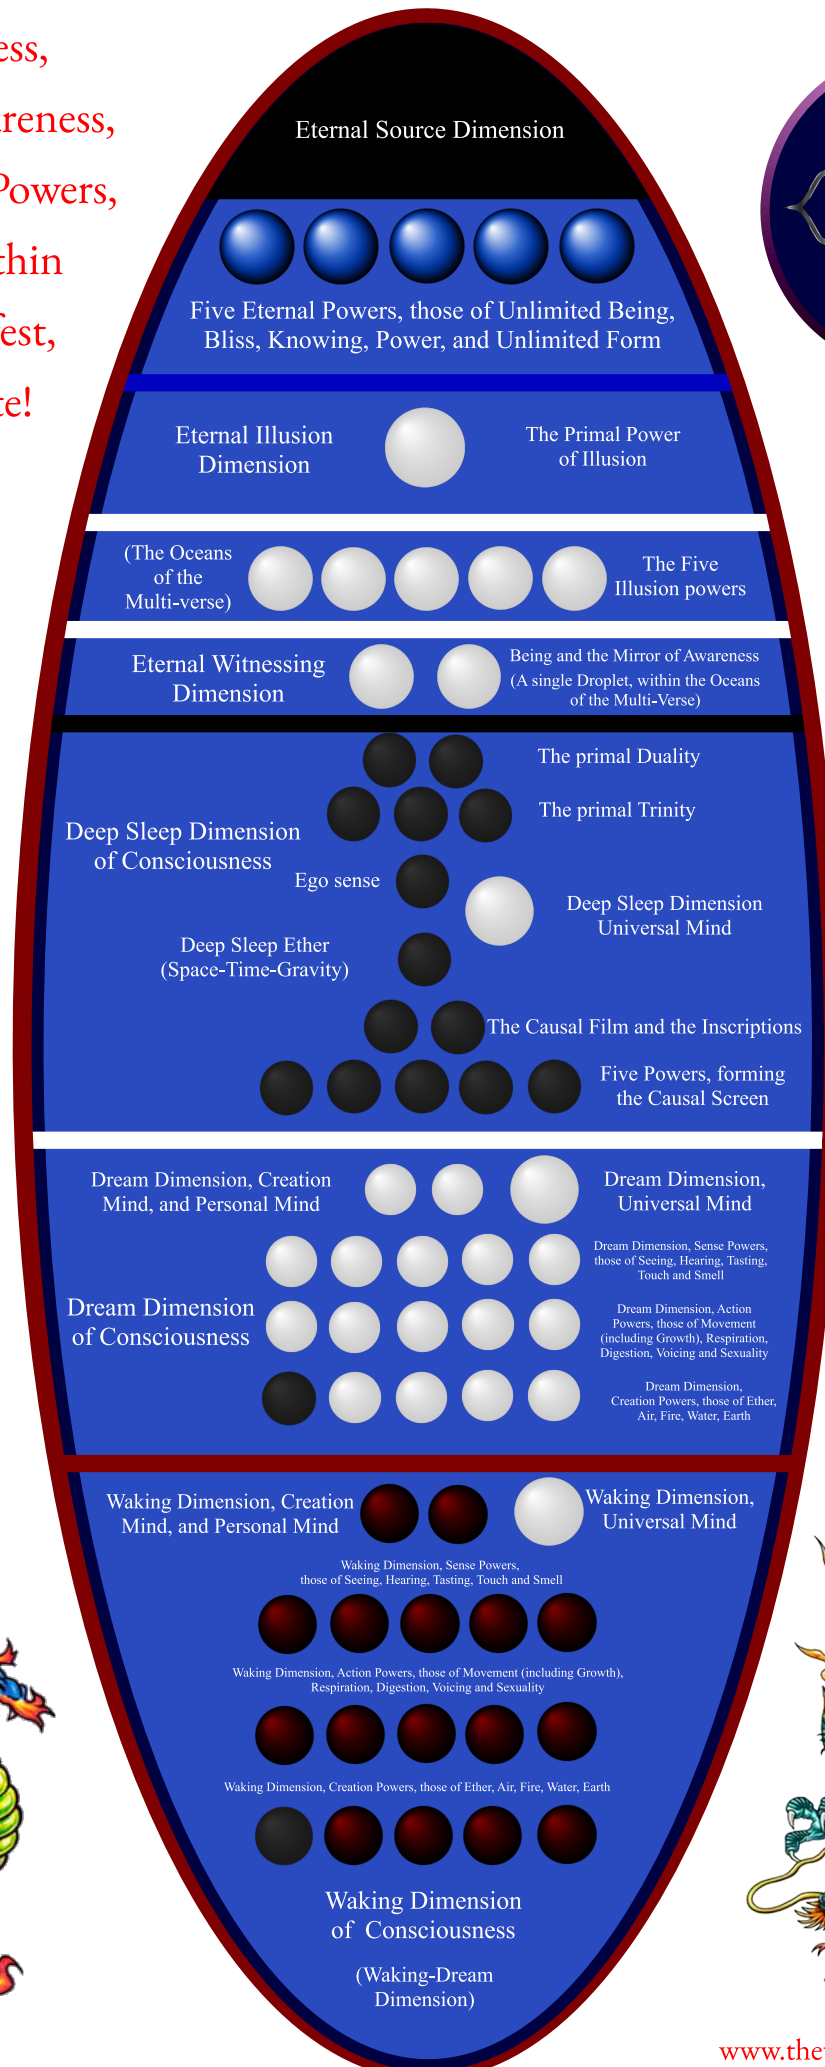 Eternal Source Dimension
Five Eternal Powers, those of Unlimited Being,
Bliss, Knowing, Power, and Unlimited Form
Eternal Illusion
Dimension
The Primal Power
of Illusion
(The Oceans
of the
Multi-verse)
The Five
Illusion powers
Eternal Witnessing
Dimension
Being and the Mirror of Awareness
(A single Droplet, within the Oceans
of the Multi-Verse)
The primal Duality
The primal Trinity
Deep Sleep Dimension
of Consciousness
Ego sense
Deep Sleep Dimension
Universal Mind
Deep Sleep Ether
(Space-Time-Gravity)
The Causal Film and the Inscriptions
Five Powers, forming
the Causal Screen
Dream Dimension, Creation
Mind, and Personal Mind
Dream Dimension,
Universal Mind
Dream Dimension, Sense Powers,
those of Seeing, Hearing, Tasting,
Touch and Smell
Dream Dimension
of Consciousness
Dream Dimension, Action
Powers, those of Movement
(including Growth), Respiration,
Digestion, Voicing and Sexuality
Dream Dimension,
Creation Powers, those of Ether,
Air, Fire, Water, Earth
Waking Dimension, Creation
Mind, and Personal Mind
Waking Dimension,
Universal Mind
Waking Dimension, Sense Powers,
those of Seeing, Hearing, Tasting, Touch and Smell
Waking Dimension, Action Powers, those of Movement (including Growth),
Respiration, Digestion, Voicing and Sexuality
Waking Dimension, Creation Powers, those of Ether, Air, Fire, Water, Earth
Waking Dimension
of Consciousness
(Waking-Dream
Dimension)
Powers,
www.the